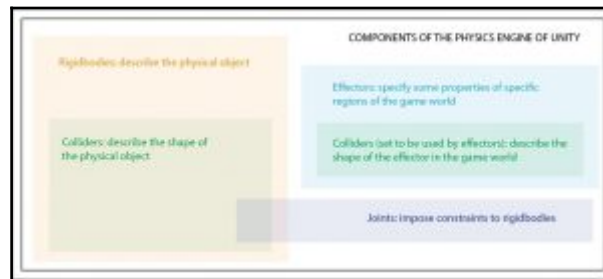 COMPONENTS OF THE PHYSICS ENGINE OF UNITY
Rigidbodies: describe the physical object
Effectors: specify some properties of specific
regions of the game world
Colliders: describe the shape of
the physical object
Colliders (set to be used by effectors): describe the
shape of the effector in the game world
Joints: impose constraints to rigidbodies